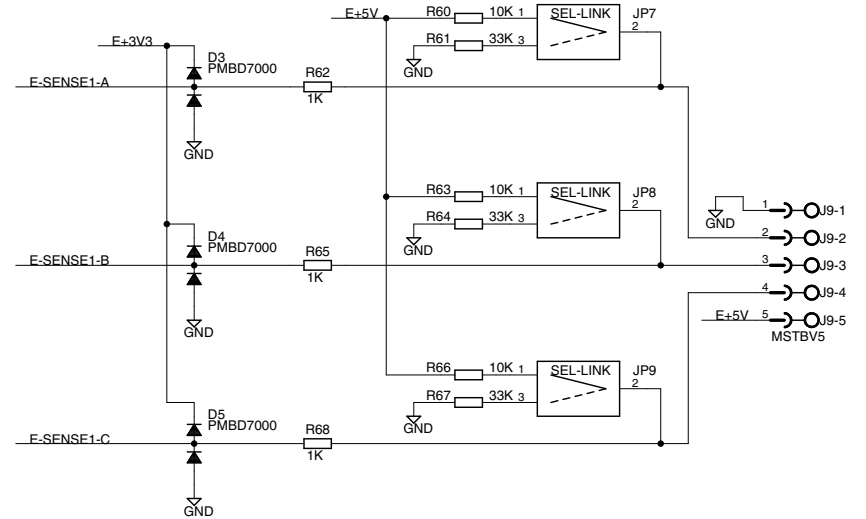 R60 10K 1 SEL-LINK JP7
E+5V
2
R61 33K 3
E+3V3
GND
D3
PMBD7000
R62
E-SENSE1-A
1K
GND
R63 10K 1 SEL-LINK JP8
2
R64 33K 3
1 J9-1
GND
GND
D4
PMBD7000
2 J9-2
R65
E-SENSE1-B
3 J9-3
1K
4 J9-4
E+5V 5 J9-5
GND
MSTBV5
R66 10K 1 SEL-LINK JP9
2
R67 33K 3
D5
PMBD7000
GND
R68
E-SENSE1-C
1K
GND